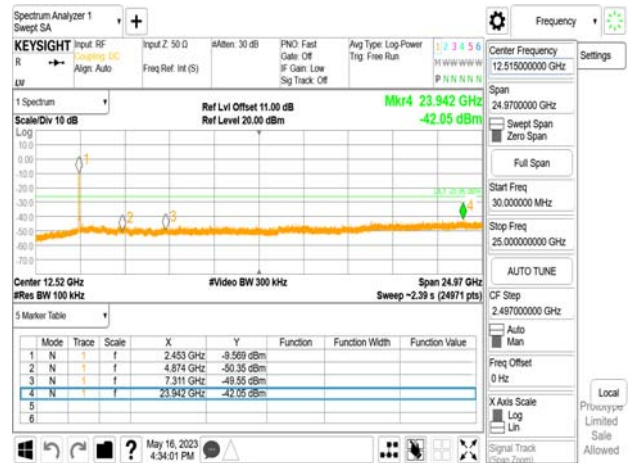 Spectrum Analyzer 1
Swept SA
Frequency
KEYSIGHT
R
Input: RF
Coupling: DC
Align: Auto
Input Z: 50 Ω
Freq Ref: Int (S)
#Atten: 30 dB
PNO: Fast
Gate: Off
IF Gain: Low
Sig Track: Off
Avg Type: Log-Power
Trig: Free Run
1 2 3 4 5 6
M W W W W W
P N N N N N
Center Frequency
12.515000000 GHz
Settings
1 Spectrum
Scale/Div 10 dB
Log
Ref Lvl Offset 11.00 dB
Ref Level 20.00 dBm
Mkr4 23.942 GHz
-42.05 dBm
10.0
0.00
-10.0
-20.0
-30.0
-40.0
-50.0
-60.0
-70.0
1
2
3
4
Center 12.52 GHz
#Res BW 100 kHz
#Video BW 300 kHz
Span 24.97 GHz
Sweep ~2.39 s (24971 pts)
Span
24.9700000 GHz
Swept Span
Zero Span
Full Span
Start Freq
30.000000 MHz
Stop Freq
25.000000000 GHz
AUTO TUNE
CF Step
2.497000000 GHz
Auto
Man
Freq Offset
0 Hz
X Axis Scale
Log
Lin
Signal Track
(Span Zoom)
Local
Prototype
Limited
Sale
Allowed
5 Marker Table
Mode Trace Scale X Y Function Function Width Function Value
1 N 1 f 2.453 GHz -9.569 dBm
2 N 1 f 4.874 GHz -50.35 dBm
3 N 1 f 7.311 GHz -49.55 dBm
4 N 1 f 23.942 GHz -42.05 dBm
5
6
?
May 16, 2023
4:34:01 PM